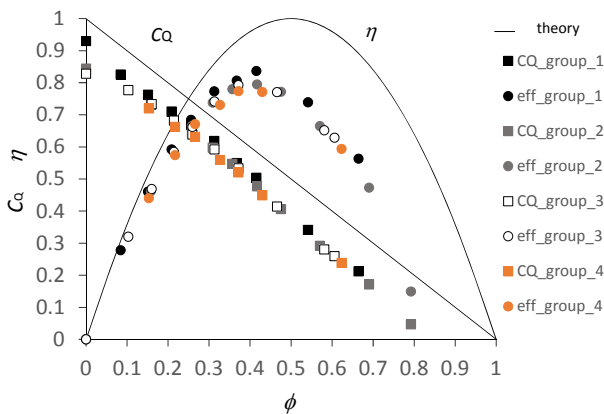 CQ η
1
0.9
0.8
0.7
0.6
0.5
0.4
0.3
0.2
0.1
0
CQ
η
0 0.1 0.2 0.3 0.4 0.5 0.6 0.7 0.8 0.9 1
ϕ
theory
CQ_group_1
eff_group_1
CQ_group_2
eff_group_2
CQ_group_3
eff_group_3
CQ_group_4
eff_group_4